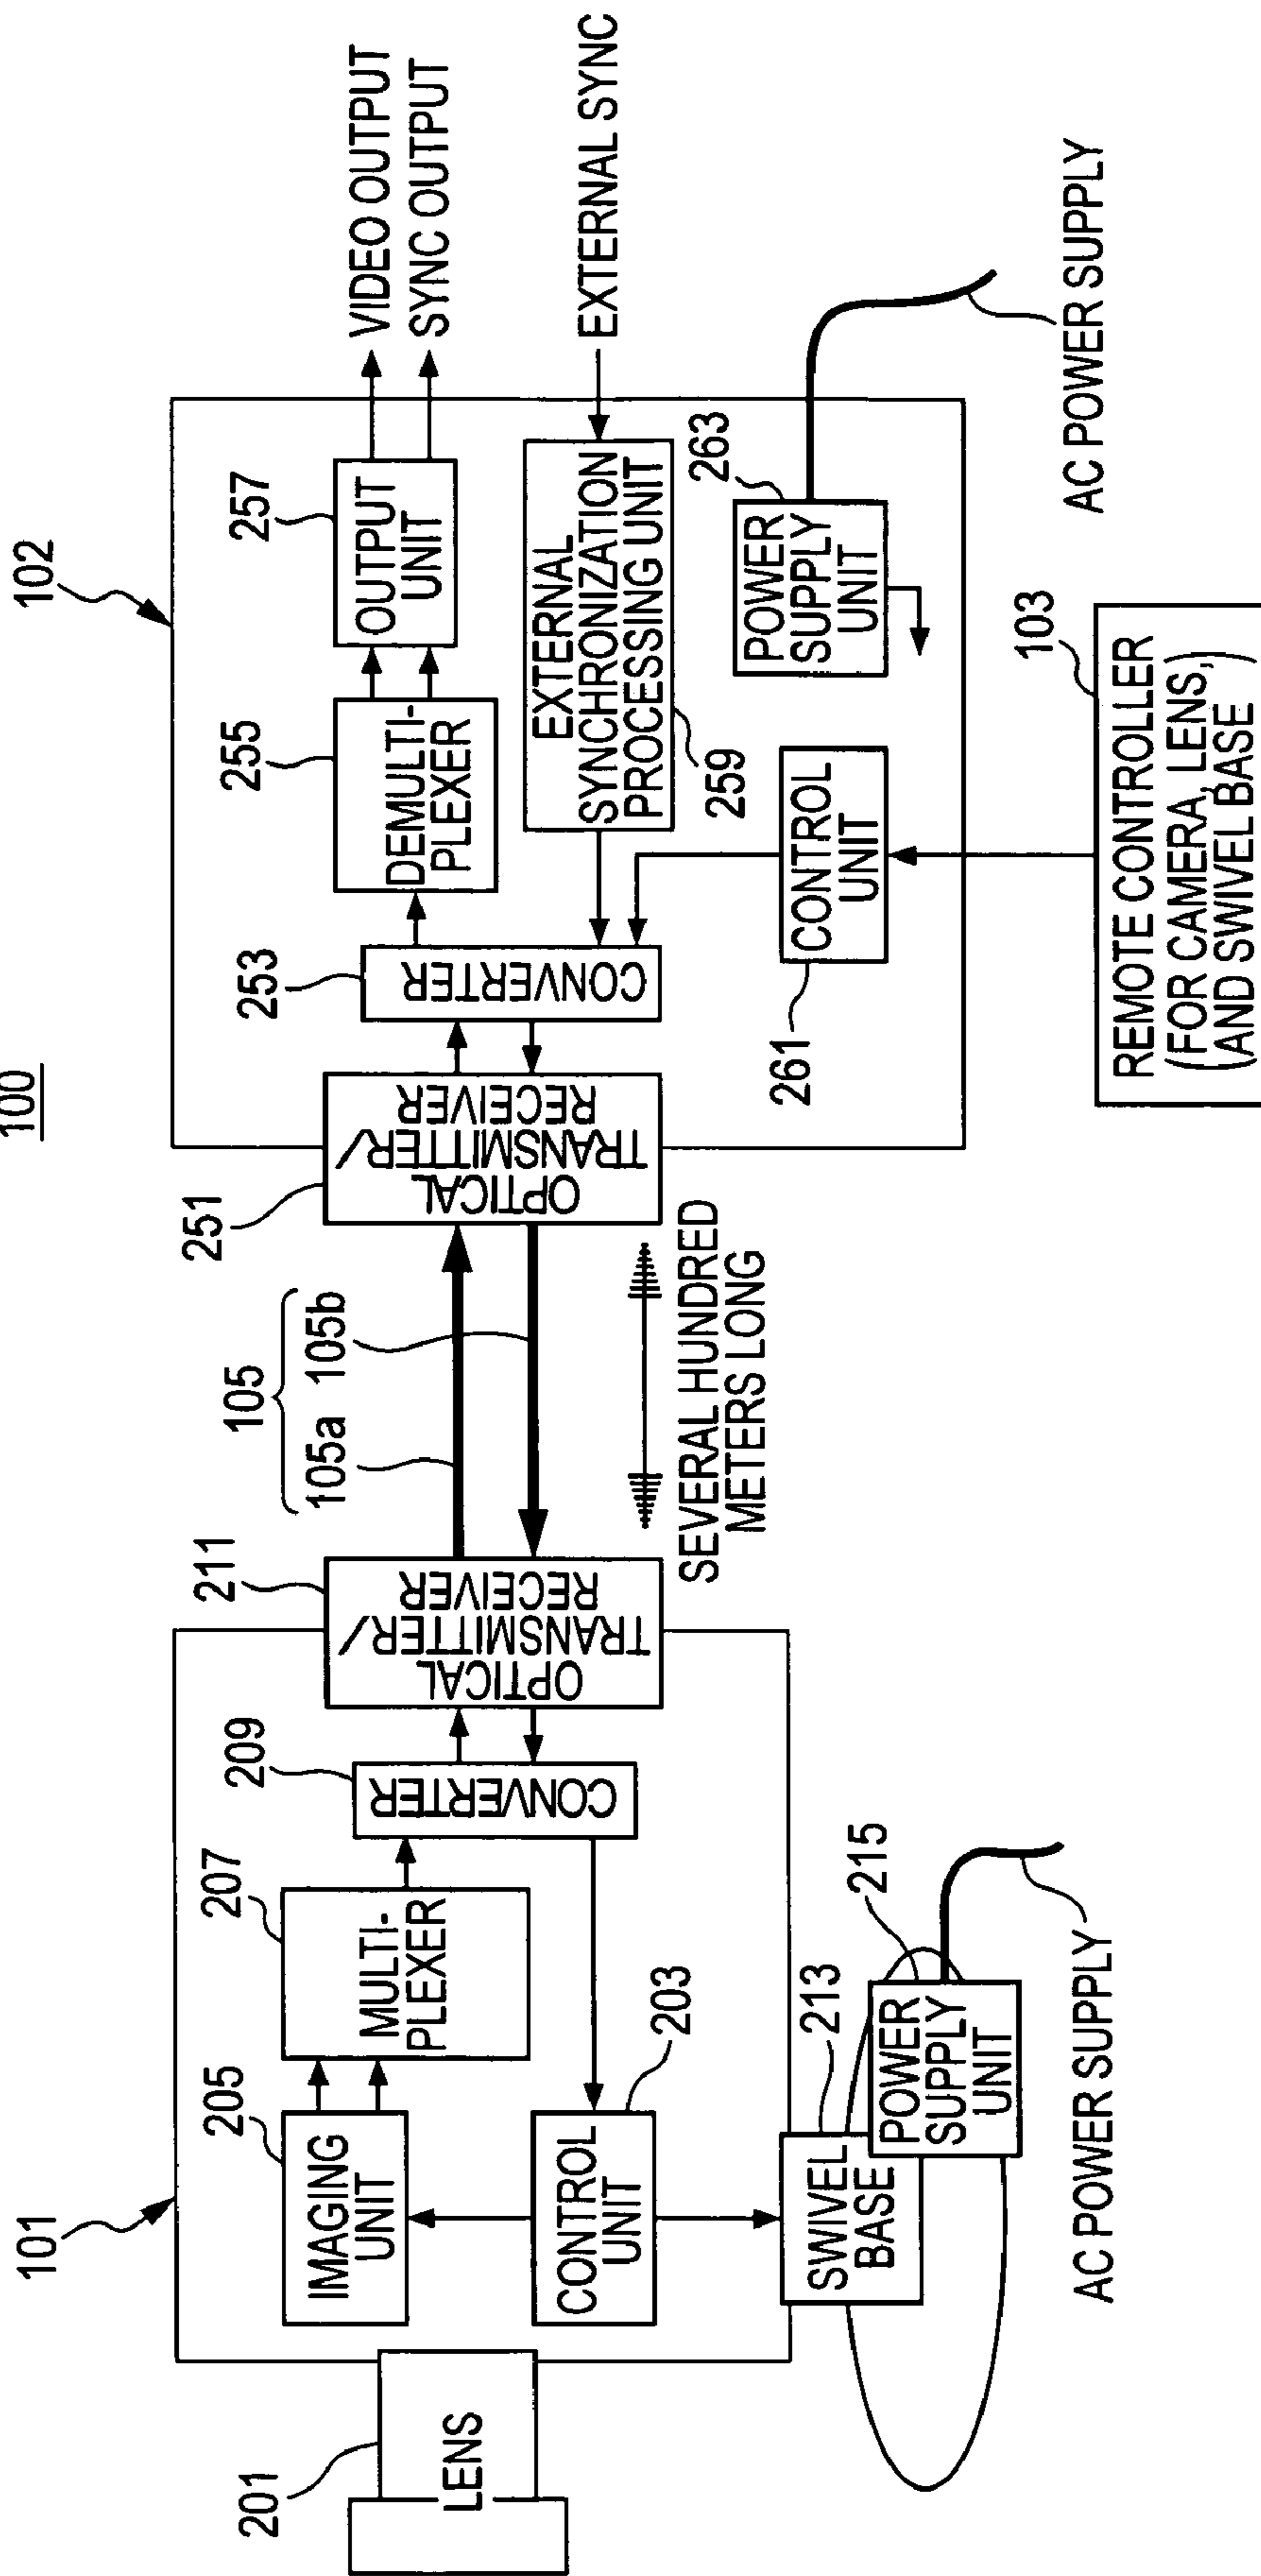 100
101
201
LENS
205
IMAGING
UNIT
207
MULTI-
PLEXER
209
CONVERTER
211
OPTICAL
TRANSMITTER/
RECEIVER
203
CONTROL
UNIT
213
SWIVEL
BASE
215
POWER
SUPPLY
UNIT
AC POWER SUPPLY
105
105a
105b
SEVERAL HUNDRED
METERS LONG
102
251
OPTICAL
TRANSMITTER/
RECEIVER
253
CONVERTER
255
DEMULTI-
PLEXER
257
OUTPUT
UNIT
VIDEO OUTPUT
SYNC OUTPUT
EXTERNAL
SYNCHRONIZATION
PROCESSING UNIT
259
EXTERNAL SYNC
261
CONTROL
UNIT
263
POWER
SUPPLY
UNIT
AC POWER SUPPLY
103
REMOTE CONTROLLER
(FOR CAMERA, LENS,
AND SWIVEL BASE)